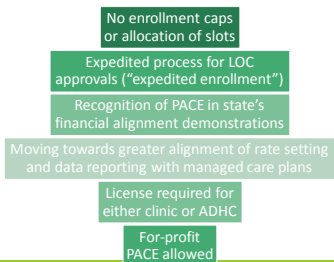 No enrollment caps
or allocation of slots
Expedited process for LOC
approvals (“expedited enrollment”)
Recognition of PACE in state’s
financial alignment demonstrations
Moving towards greater alignment of rate setting
and data reporting with managed care plans
License required for
either clinic or ADHC
For-profit
PACE allowed